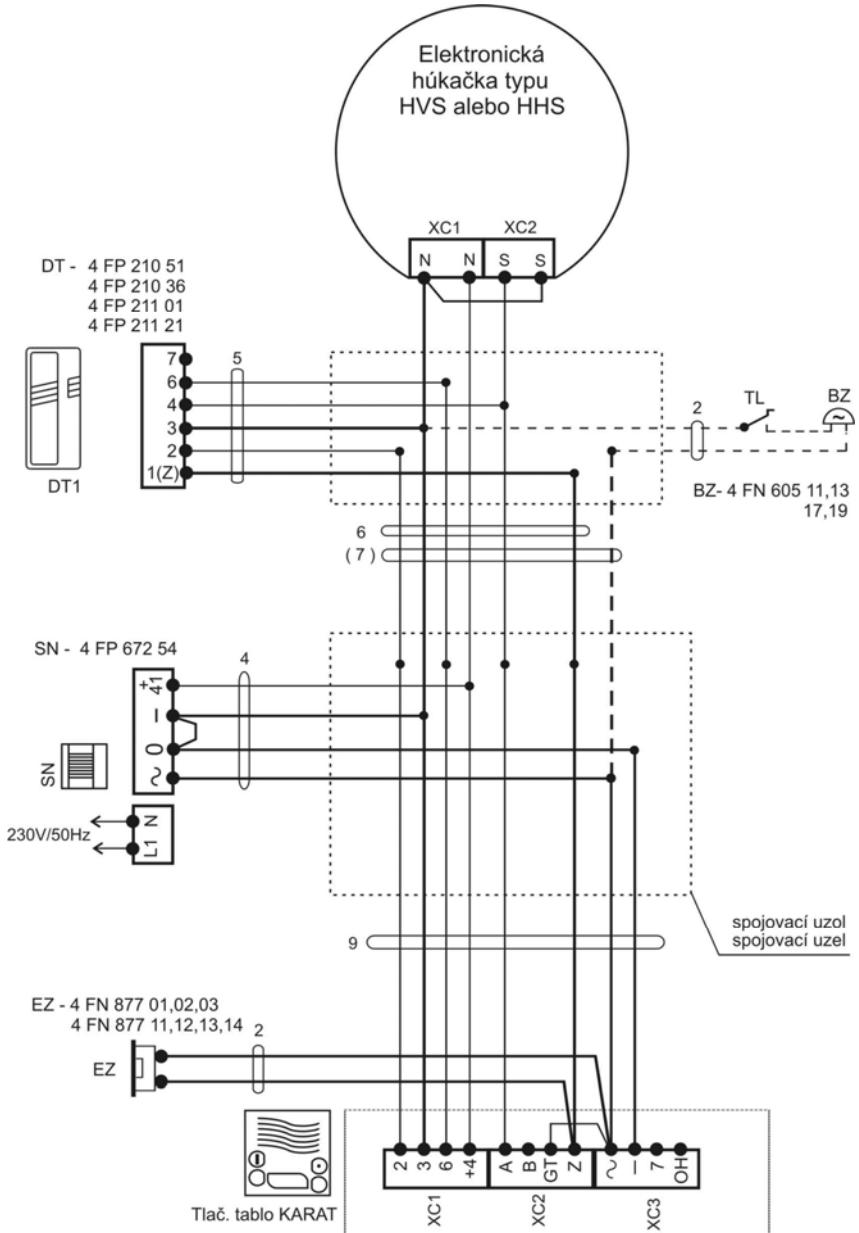 Elektronická
húkačka typu
HVS alebo HHS
XC1 XC2
N N S S
DT - 4 FP 210 51
4 FP 210 36
4 FP 211 01
4 FP 211 21
7
6
4
3
2
1(Z)
5
DT1
2
TL
BZ
BZ- 4 FN 605 11,13
17,19
6
( 7 )
SN - 4 FP 672 54
4
+
41
–
0
~
SN
N
L1
230V/50Hz
9
spojovací uzol
spojovací uzel
EZ - 4 FN 877 01,02,03
4 FN 877 11,12,13,14
2
EZ
2 3 6 +4 A B GT Z ~ – 7 OH
XC1 XC2 XC3
Tlač. tablo KARAT